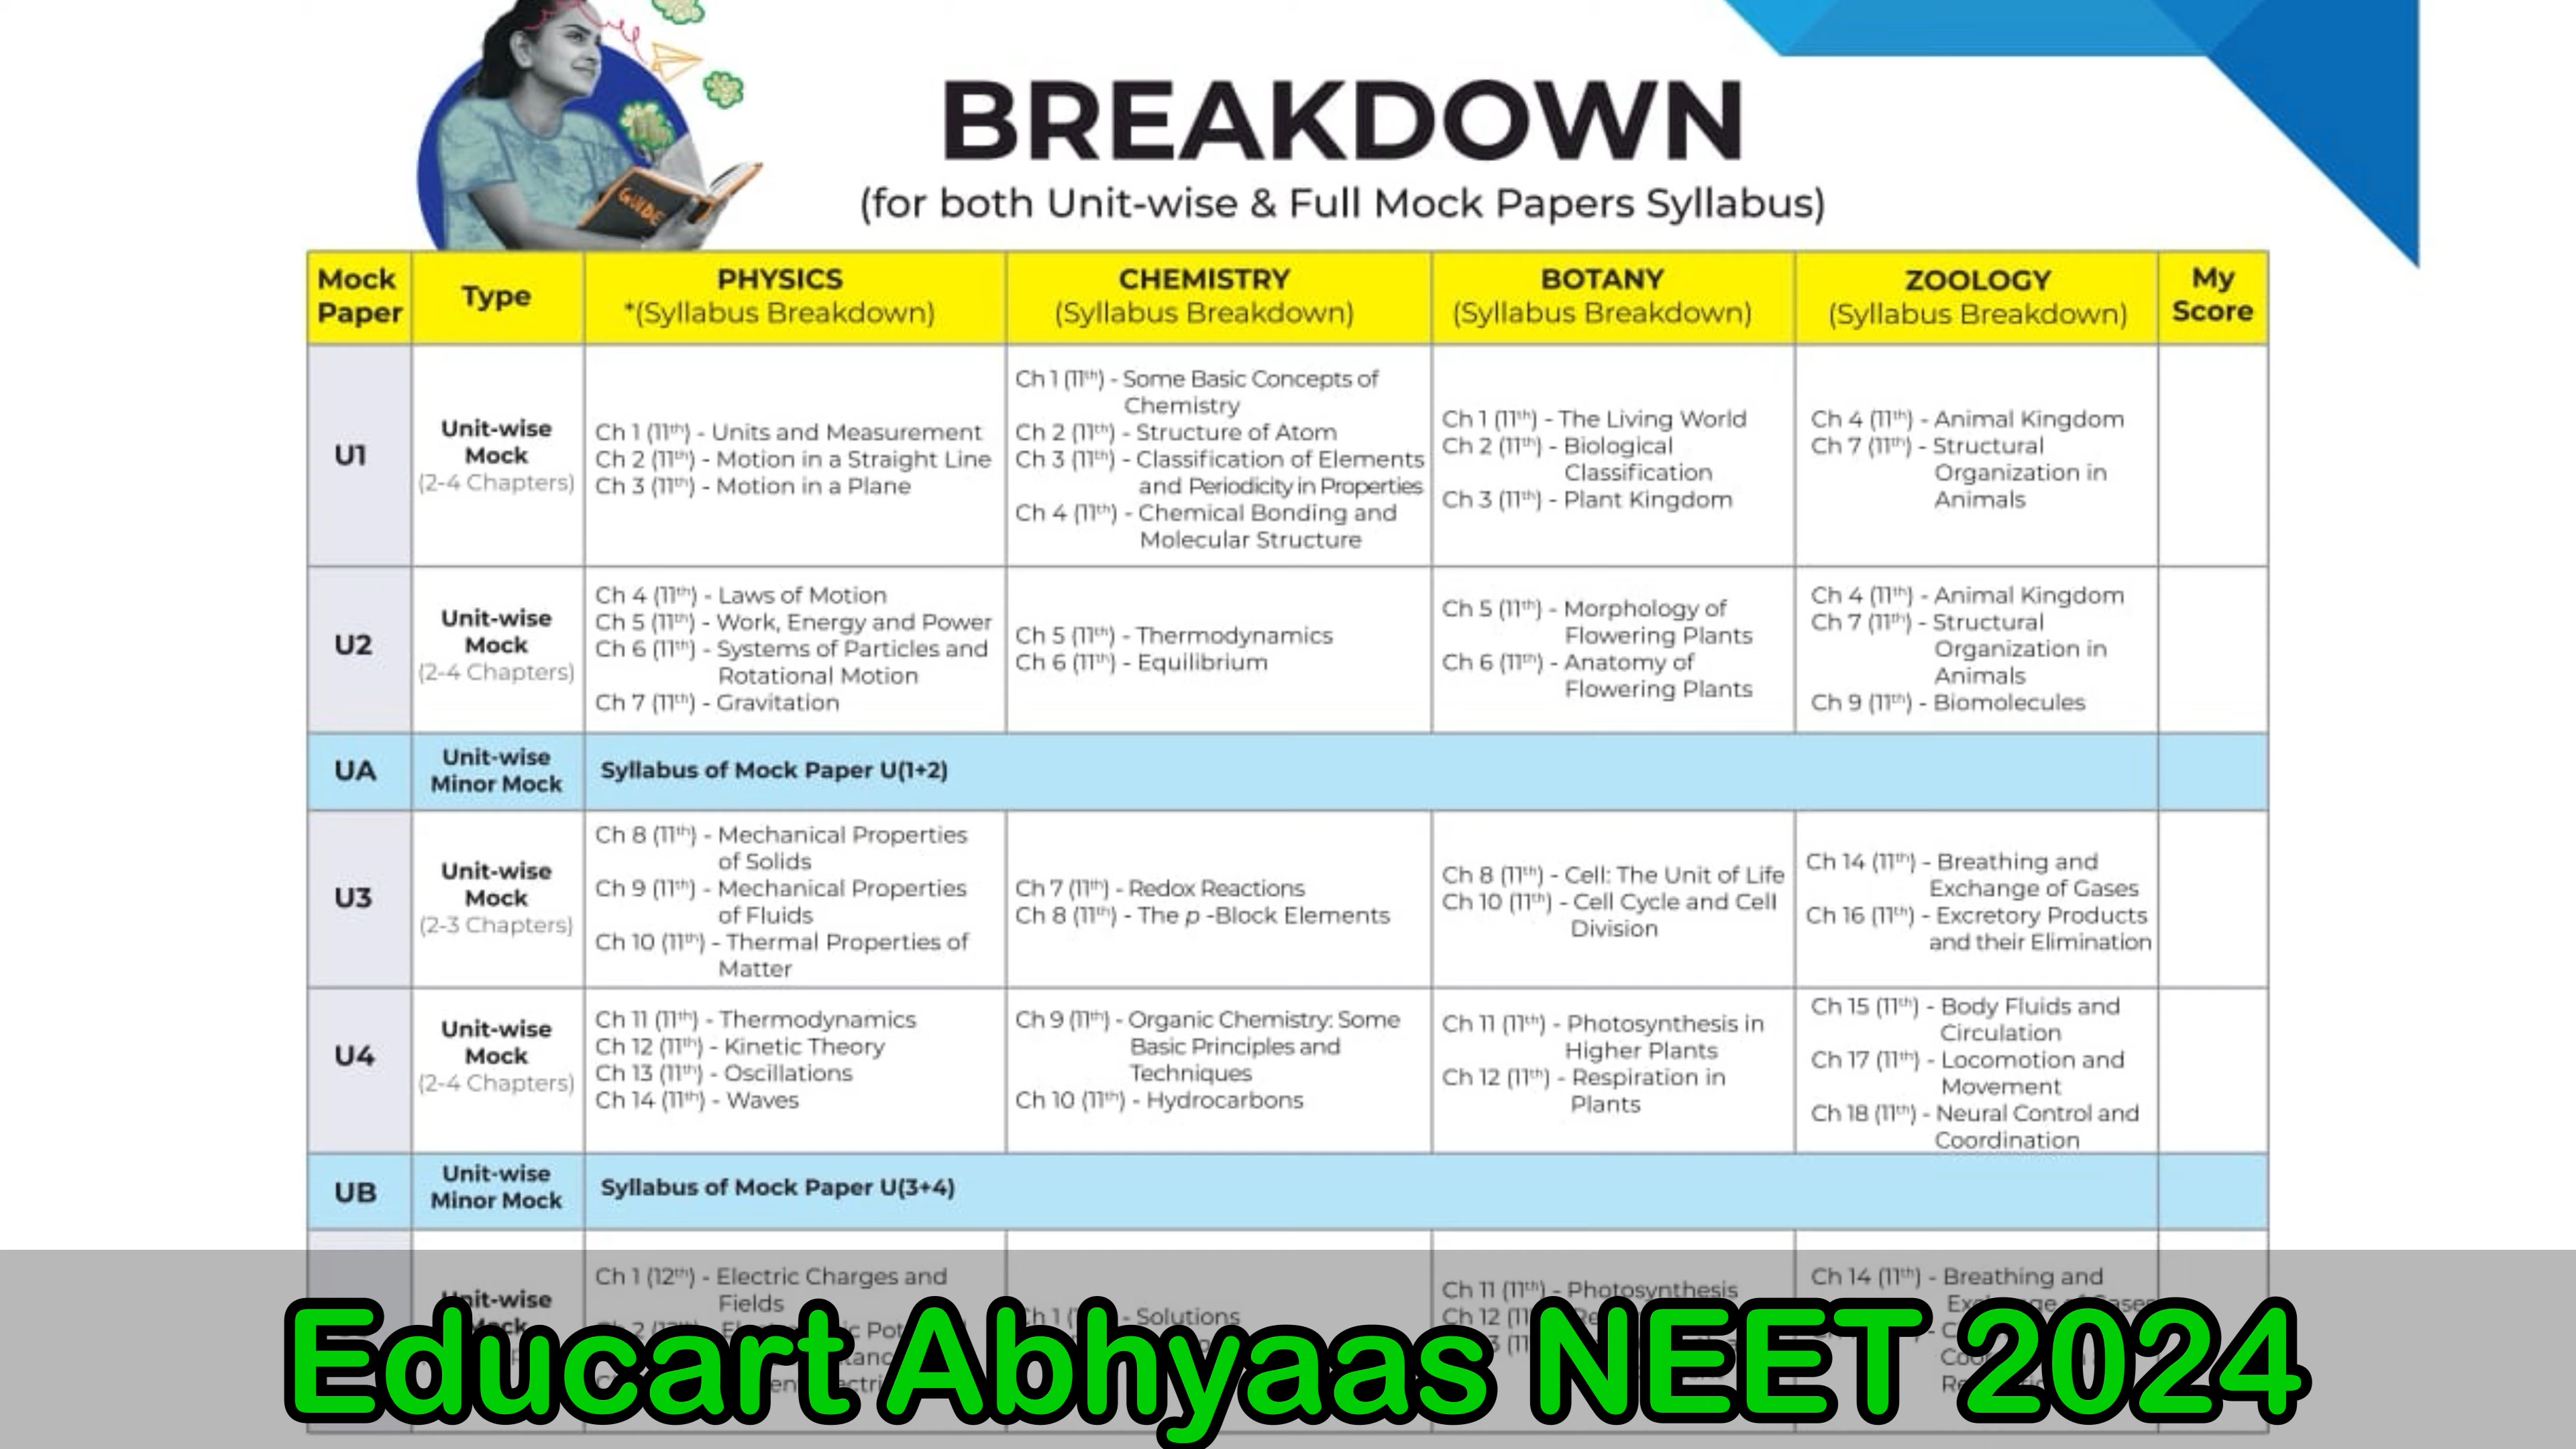 GUIDE
BREAKDOWN
(for both Unit-wise & Full Mock Papers Syllabus)
Mock Paper
Type
PHYSICS
*(Syllabus Breakdown)
CHEMISTRY
(Syllabus Breakdown)
BOTANY
(Syllabus Breakdown)
ZOOLOGY
(Syllabus Breakdown)
My Score
U1
Unit-wise
Mock
(2-4 Chapters)
Ch 1 (11th) - Units and Measurement
Ch 2 (11th) - Motion in a Straight Line
Ch 3 (11th) - Motion in a Plane
Ch 1 (11th) - Some Basic Concepts of
Chemistry
Ch 2 (11th) - Structure of Atom
Ch 3 (11th) - Classification of Elements
and Periodicity in Properties
Ch 4 (11th) - Chemical Bonding and
Molecular Structure
Ch 1 (11th) - The Living World
Ch 2 (11th) - Biological
Classification
Ch 3 (11th) - Plant Kingdom
Ch 4 (11th) - Animal Kingdom
Ch 7 (11th) - Structural
Organization in
Animals
U2
Unit-wise
Mock
(2-4 Chapters)
Ch 4 (11th) - Laws of Motion
Ch 5 (11th) - Work, Energy and Power
Ch 6 (11th) - Systems of Particles and
Rotational Motion
Ch 7 (11th) - Gravitation
Ch 5 (11th) - Thermodynamics
Ch 6 (11th) - Equilibrium
Ch 5 (11th) - Morphology of
Flowering Plants
Ch 6 (11th) - Anatomy of
Flowering Plants
Ch 4 (11th) - Animal Kingdom
Ch 7 (11th) - Structural
Organization in
Animals
Ch 9 (11th) - Biomolecules
UA
Unit-wise
Minor Mock
Syllabus of Mock Paper U(1+2)
U3
Unit-wise
Mock
(2-3 Chapters)
Ch 8 (11th) - Mechanical Properties
of Solids
Ch 9 (11th) - Mechanical Properties
of Fluids
Ch 10 (11th) - Thermal Properties of
Matter
Ch 7 (11th) - Redox Reactions
Ch 8 (11th) - The p -Block Elements
Ch 8 (11th) - Cell: The Unit of Life
Ch 10 (11th) - Cell Cycle and Cell
Division
Ch 14 (11th) - Breathing and
Exchange of Gases
Ch 16 (11th) - Excretory Products
and their Elimination
U4
Unit-wise
Mock
(2-4 Chapters)
Ch 11 (11th) - Thermodynamics
Ch 12 (11th) - Kinetic Theory
Ch 13 (11th) - Oscillations
Ch 14 (11th) - Waves
Ch 9 (11th) - Organic Chemistry: Some
Basic Principles and
Techniques
Ch 10 (11th) - Hydrocarbons
Ch 11 (11th) - Photosynthesis in
Higher Plants
Ch 12 (11th) - Respiration in
Plants
Ch 15 (11th) - Body Fluids and
Circulation
Ch 17 (11th) - Locomotion and
Movement
Ch 18 (11th) - Neural Control and
Coordination
UB
Unit-wise
Minor Mock
Syllabus of Mock Paper U(3+4)
Unit-wise
Ch 1 (12th) - Electric Charges and
Fields
- Solutions
Ch 11 (11th) - Photosynthesis
Ch 12
Ch 14 (11th) - Breathing and
Educart Abhyaas NEET 2024